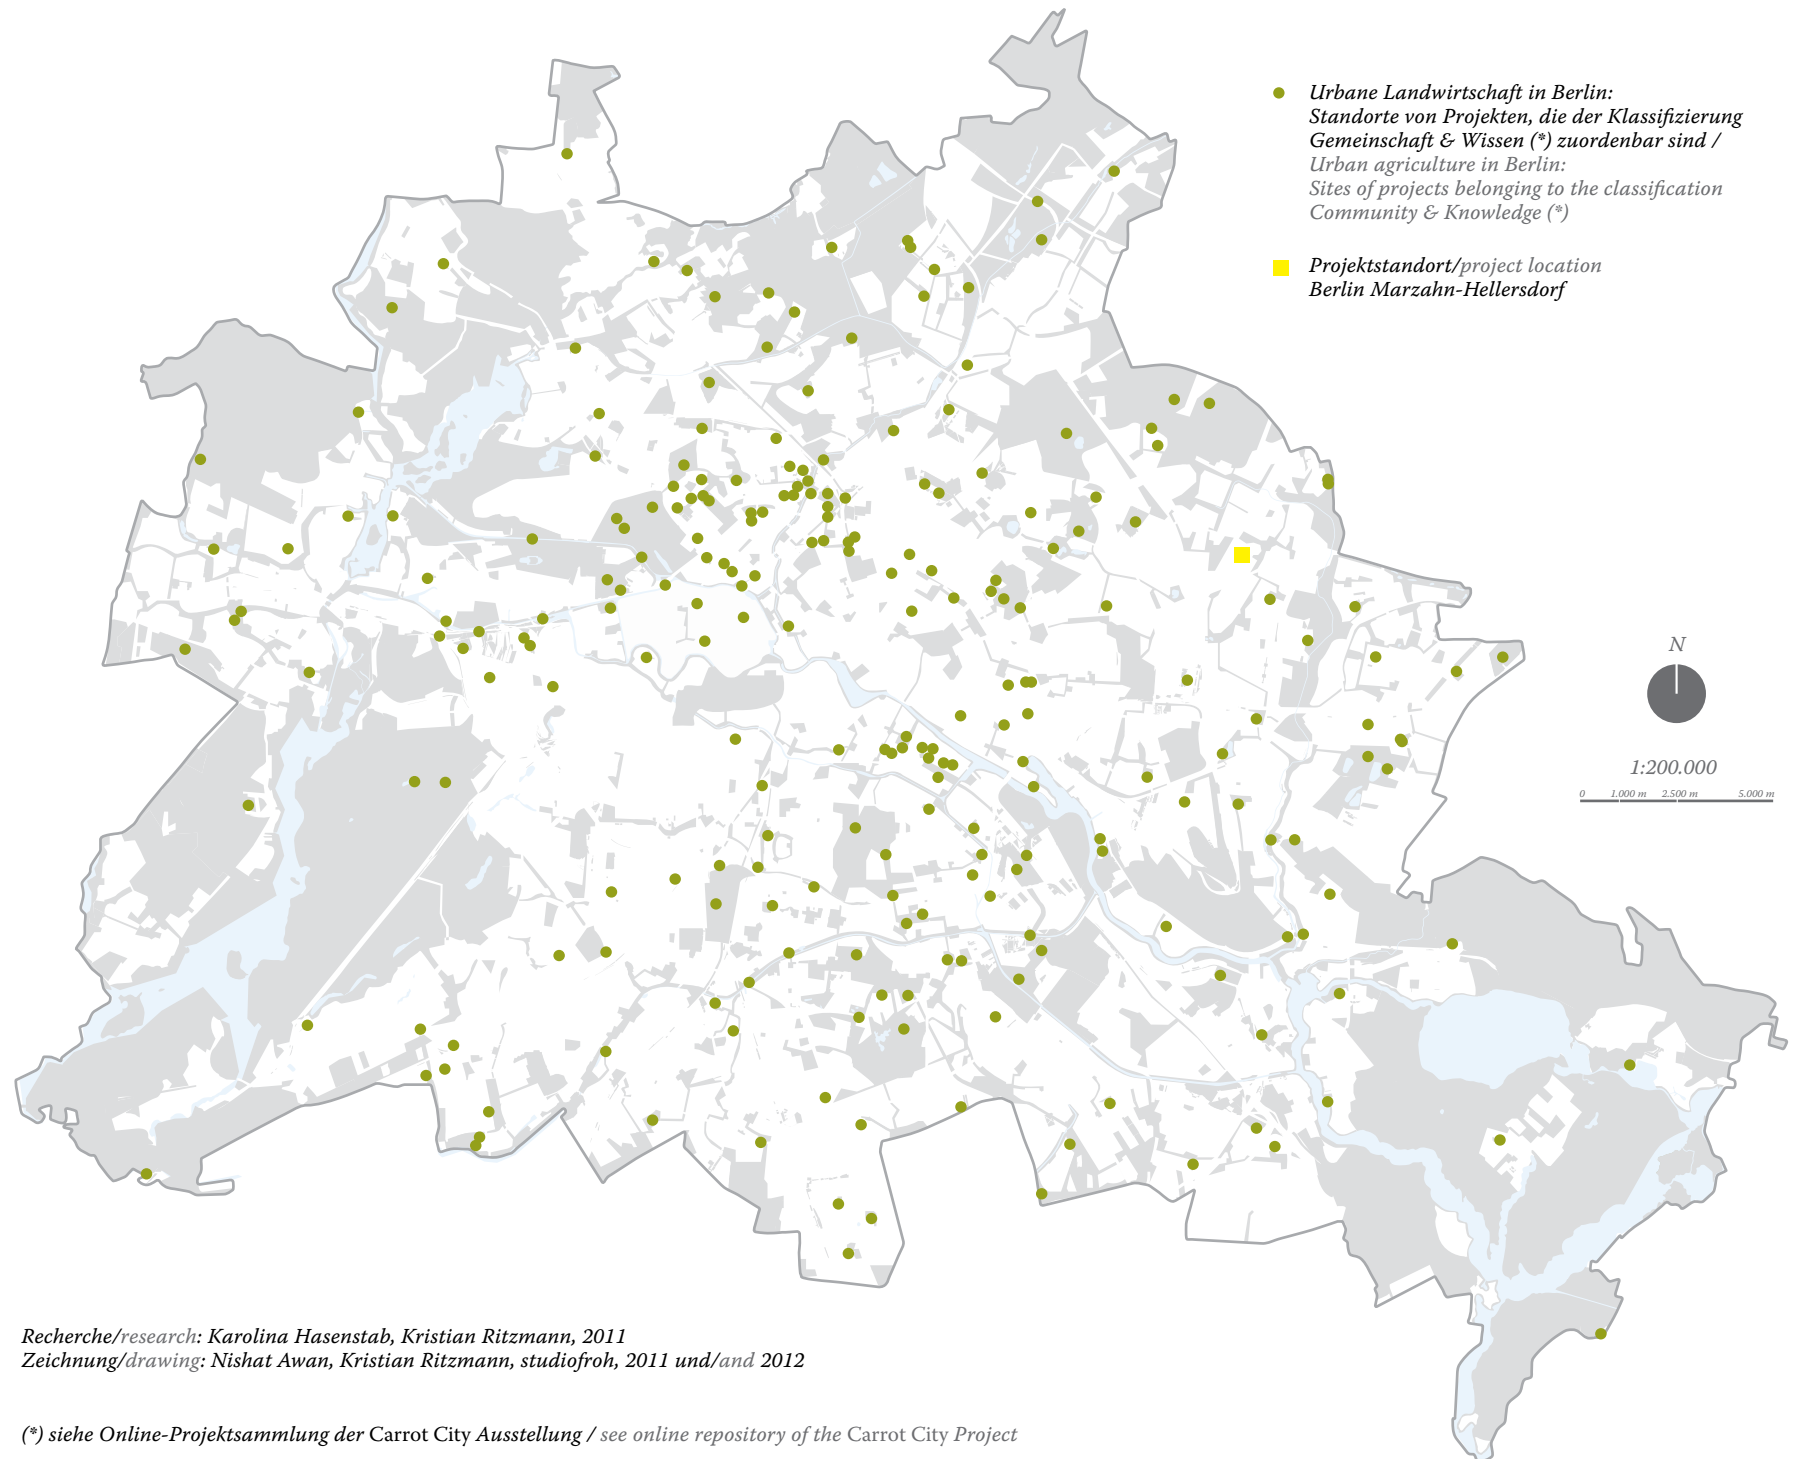 Urbane Landwirtschaft in Berlin:
Standorte von Projekten, die der Klassifizierung
Gemeinschaft & Wissen (*) zuordenbar sind /
Urban agriculture in Berlin:
Sites of projects belonging to the classification
Community & Knowledge (*)
Projektstandort/project location
Berlin Marzahn-Hellersdorf
N
1:200.000
0 1.000 m 2.500 m 5.000 m
Recherche/research: Karolina Hasenstab, Kristian Ritzmann, 2011
Zeichnung/drawing: Nishat Awan, Kristian Ritzmann, studiofroh, 2011 und/and 2012
(*) siehe Online-Projektsammlung der Carrot City Ausstellung / see online repository of the Carrot City Project